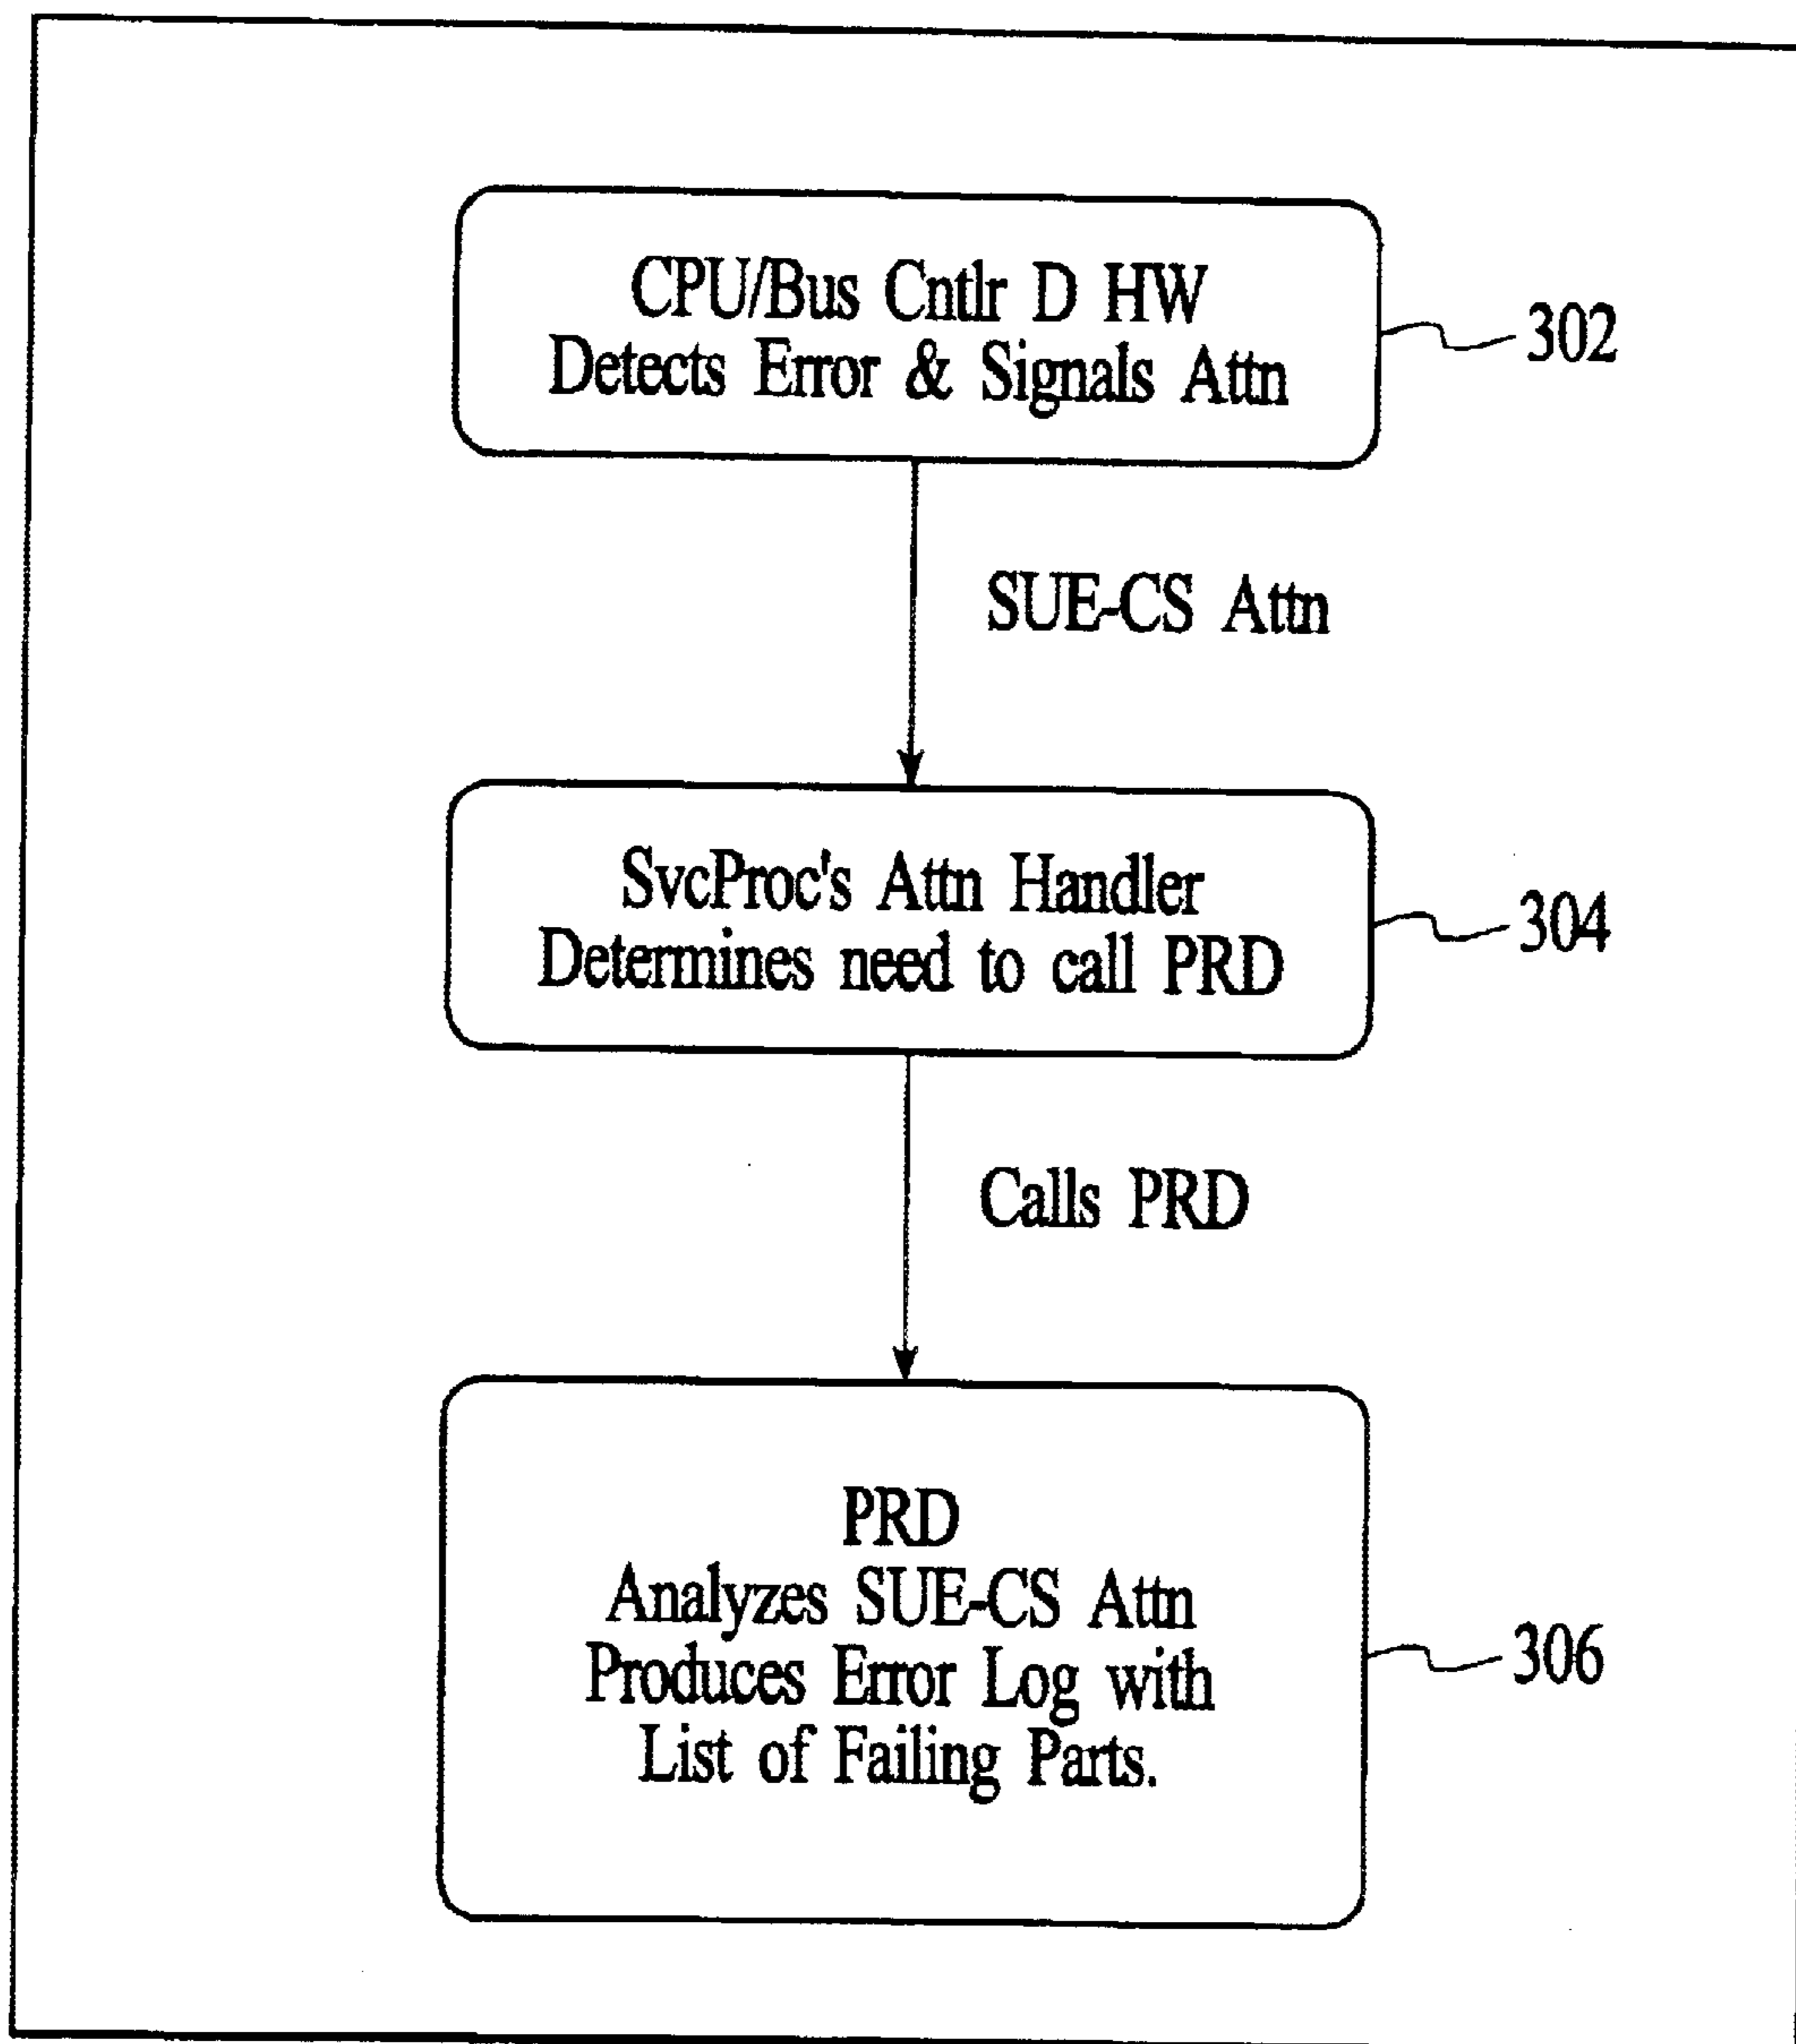 CPU/Bus Cntlr D HW
Detects Error & Signals Attn
302
SUE-CS Attn
SvcProc's Attn Handler
Determines need to call PRD
304
Calls PRD
PRD
Analyzes SUE-CS Attn
Produces Error Log with
List of Failing Parts.
306